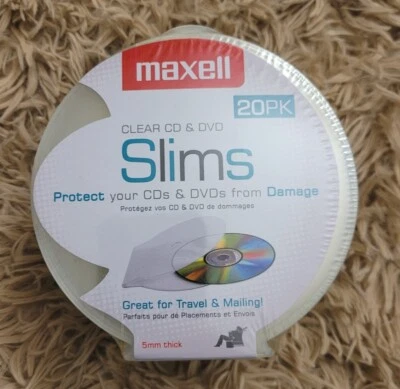 maxell
20PK
CLEAR CD & DVD
Slims
Protect your CDs & DVDs from Damage
Protégez vos CD & DVD de dommages
Great for Travel & Mailing!
Parfaits pour dé Placements et Envois
5mm thick